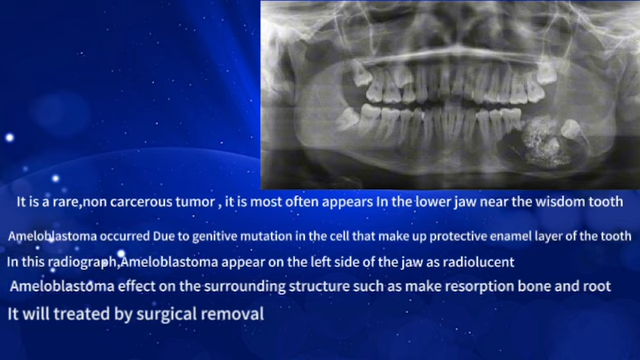 It is a rare,non carcerous tumor , it is most often appears In the lower jaw near the wisdom tooth
Ameloblastoma occurred Due to genitive mutation in the cell that make up protective enamel layer of the tooth
In this radiograph,Ameloblastoma appear on the left side of the jaw as radiolucent
Ameloblastoma effect on the surrounding structure such as make resorption bone and root
It will treated by surgical removal